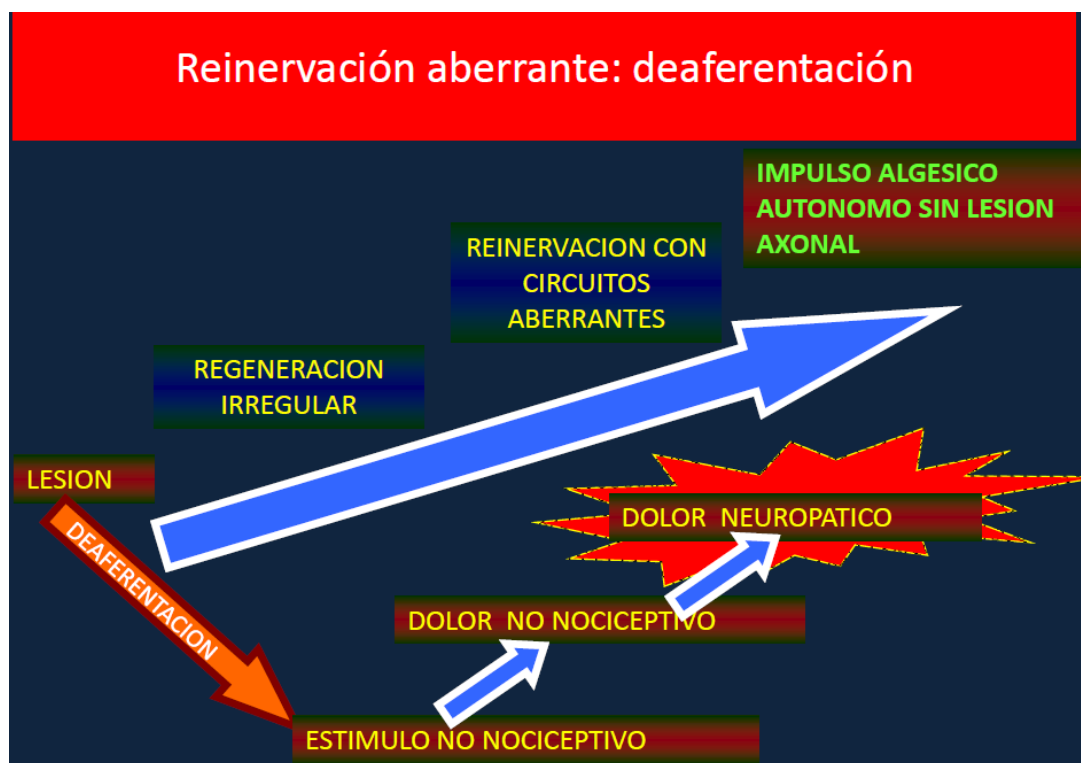 Reinervación aberrante: deaferentación
IMPULSO ALGESICO
AUTONOMO SIN LESION
AXONAL
REINERVACION CON
CIRCUITOS
ABERRANTES
REGENERACION
IRREGULAR
LESION
DEAFERENTACION
DOLOR NEUROPATICO
DOLOR NO NOCICEPTIVO
ESTIMULO NO NOCICEPTIVO